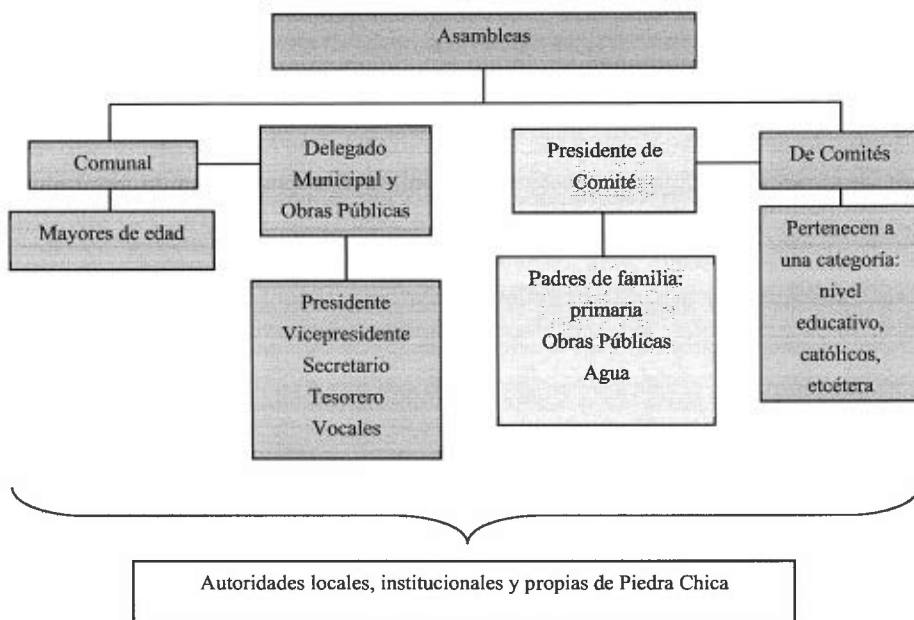 Asambleas
Comunal
Mayores de edad
Delegado
Municipal y
Obras Públicas
Presidente
Vicepresidente
Secretario
Tesorero
Vocales
Presidente de
Comité
Padres de familia:
primaria
Obras Públicas
Agua
De Comités
Pertenecen a
una categoría:
nivel
educativo,
católicos,
etcétera
Autoridades locales, institucionales y propias de Piedra Chica